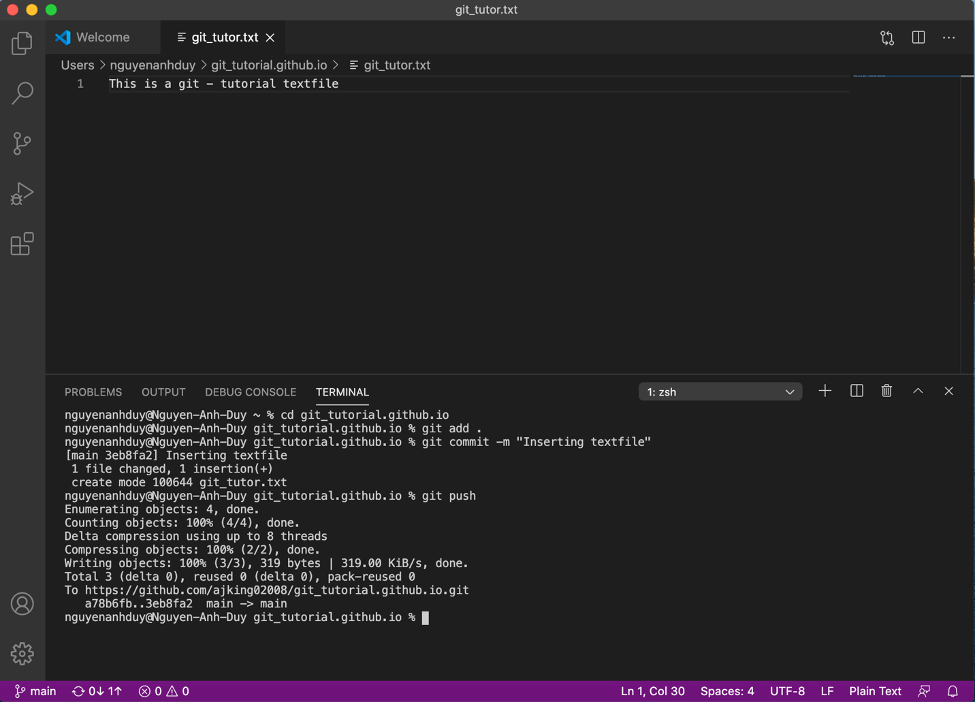 git_tutor.txt
Welcome
git_tutor.txt
Users > nguyenanhduy > git_tutorial.github.io > git_tutor.txt
1 This is a git - tutorial textfile
PROBLEMS OUTPUT DEBUG CONSOLE TERMINAL 1: zsh
nguyenanhduy@Nguyen-Anh-Duy ~ % cd git_tutorial.github.io
nguyenanhduy@Nguyen-Anh-Duy git_tutorial.github.io % git add .
nguyenanhduy@Nguyen-Anh-Duy git_tutorial.github.io % git commit -m "Inserting textfile"
[main 3eb8fa2] Inserting textfile
1 file changed, 1 insertion(+)
create mode 100644 git_tutor.txt
nguyenanhduy@Nguyen-Anh-Duy git_tutorial.github.io % git push
Enumerating objects: 4, done.
Counting objects: 100% (4/4), done.
Delta compression using up to 8 threads
Compressing objects: 100% (2/2), done.
Writing objects: 100% (3/3), 319 bytes | 319.00 KiB/s, done.
Total 3 (delta 0), reused 0 (delta 0), pack-reused 0
To https://github.com/ajking02008/git_tutorial.github.io.git
a78b6fb..3eb8fa2 main -> main
nguyenanhduy@Nguyen-Anh-Duy git_tutorial.github.io %
main 0↓ 1↑ 0 0 Ln 1, Col 30 Spaces: 4 UTF-8 LF Plain Text